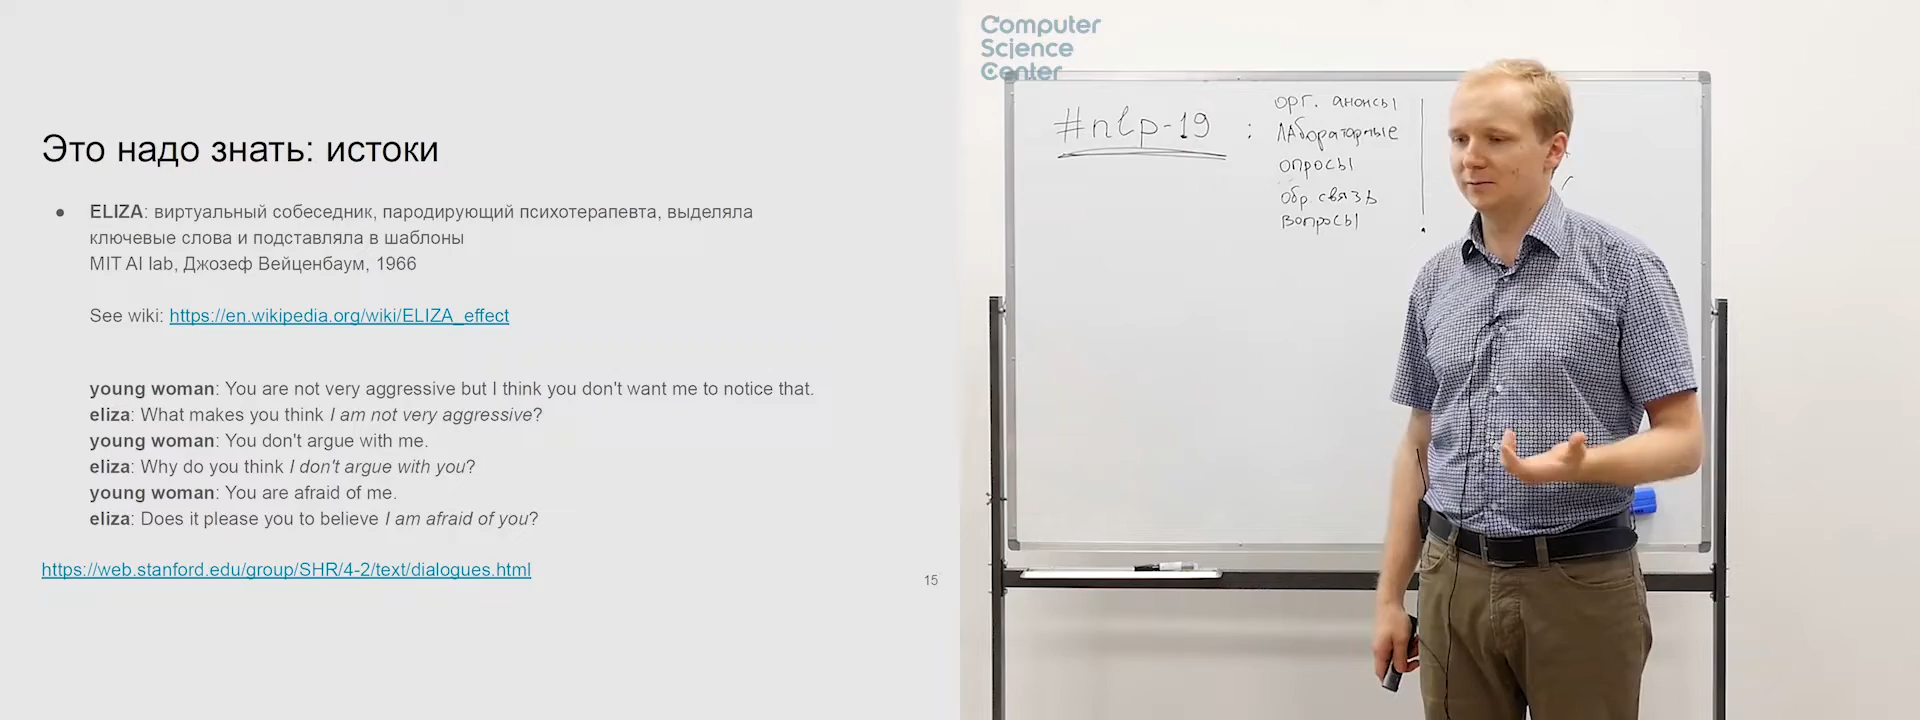 Это надо знать: истоки
● ELIZA: виртуальный собеседник, пародирующий психотерапевта, выделяла
ключевые слова и подставляла в шаблоны
MIT AI lab, Джозеф Вейценбаум, 1966
See wiki: https://en.wikipedia.org/wiki/ELIZA_effect
young woman: You are not very aggressive but I think you don't want me to notice that.
eliza: What makes you think I am not very aggressive?
young woman: You don't argue with me.
eliza: Why do you think I don't argue with you?
young woman: You are afraid of me.
eliza: Does it please you to believe I am afraid of you?
https://web.stanford.edu/group/SHR/4-2/text/dialogues.html
15
Computer
Science
Center
#nlp-19 :
орг. анонсы
лабораторные
опросы
обр. связь
вопросы